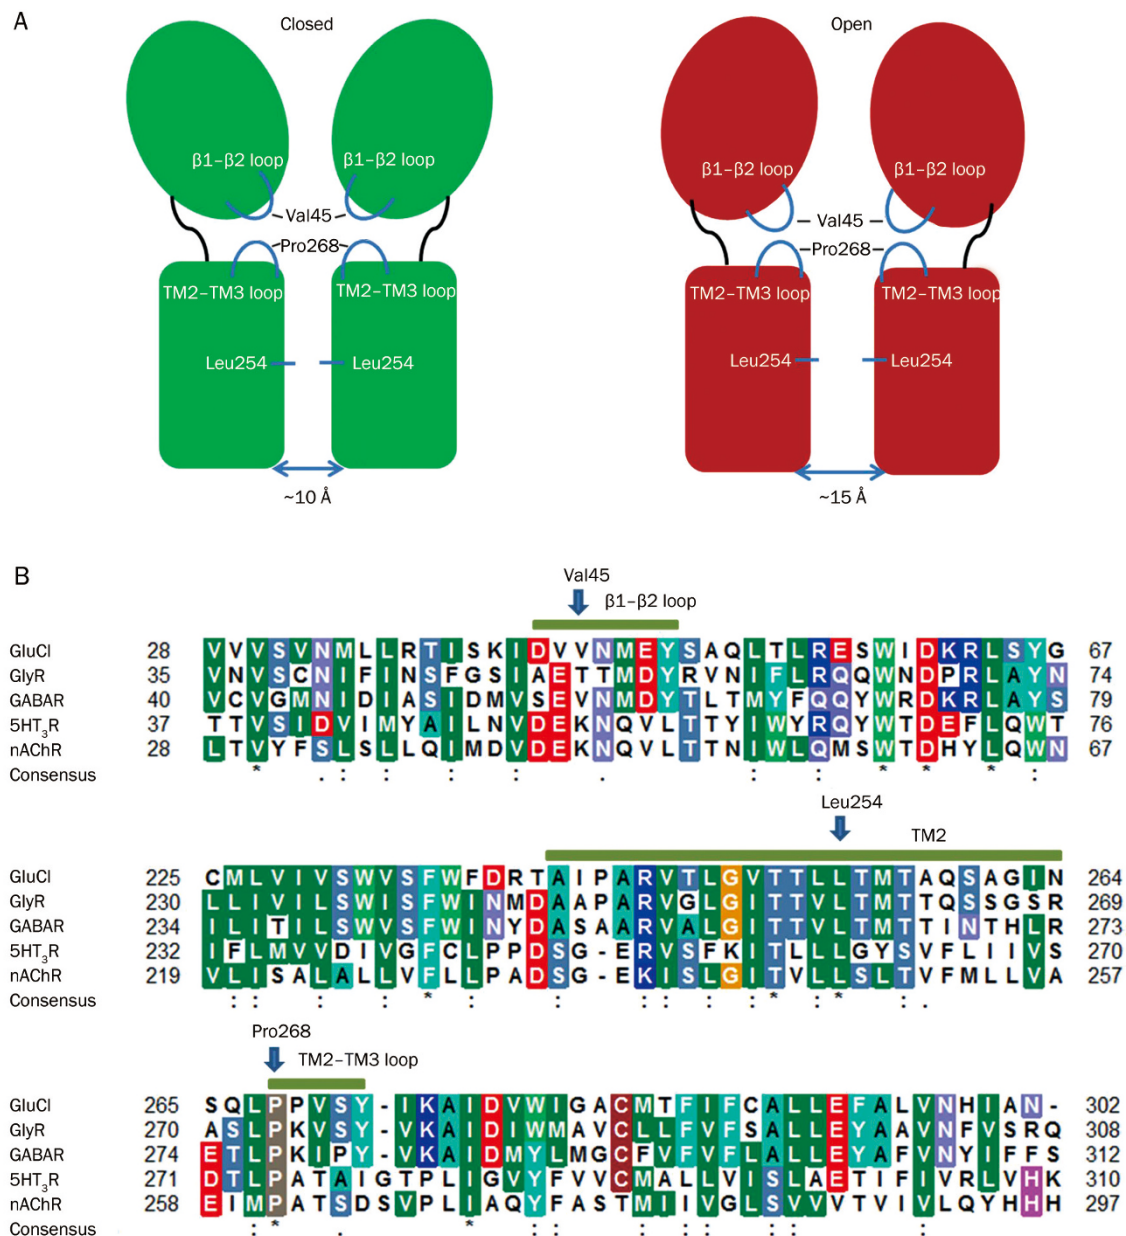 A
Closed
Open
β1–β2 loop
β1–β2 loop
β1–β2 loop
β1–β2 loop
Val45
Val45
Pro268
Pro268
TM2–TM3 loop
TM2–TM3 loop
TM2–TM3 loop
TM2–TM3 loop
Leu254
Leu254
Leu254
Leu254
~10 Å
~15 Å
B
Val45
β1–β2 loop
GluCl 28 VVVSVNMLLRTISKIDVVNMEYSAQLTLRESWIDKRLSYG 67
GlyR 35 VNVSCNIFINSFGSIAETTMDYRVNIFLRQQWNDPRLAYN 74
GABAR 40 VCVGMNIDIASIDMVSEVNMDYTLTMYFQQYWRDKRLAYS 79
5HT₃R 37 TTVSIDVIMYAILNVDEKNQVLTTYIWYRQYWTDEFLQWT 76
nAChR 28 LTVYFSLSLLQIMDVDEKNQVLTTNIWLQMSWTDHYLQWN 67
Consensus * . : : : : . : : * * * :
Leu254
TM2
GluCl 225 CMLVIVSWVSFWFDRTAIPARVTLGVTTLLTMTAQSAGIN 264
GlyR 230 LLIVILSWISFWINMDAAPARVGLGITTVLTMTTQSSGSR 269
GABAR 234 ILITILSWVSFWINYDASAARVALGITTVLTMTTINTHLR 273
5HT₃R 232 IFLMVVDIVGFCLPPDSG-ERVSFKITLLLGYSVFLIIVS 270
nAChR 219 VLISALALLVFLLPADSG-EKISLGITVLLSLTVFMLLVA 257
Consensus : : : : * : : : : : * * : .
Pro268
TM2–TM3 loop
GluCl 265 SQLPPVSY-IKAIDVWIGACMTFIFCALLEFALVNHIAN- 302
GlyR 270 ASLPKVSY-VKAIDIWMAVCLLFVFSALLEYAAVNFVSRQ 308
GABAR 274 ETLPKIPY-VKAIDMYLMGCFVFVFLALLEYAFVNYIFFS 312
5HT₃R 271 DTLPATAIGTPLIGVYFVVCMALLVISLAETIFIVRLVHK 310
nAChR 258 EIMPATSDSVPLIAQYFASTMIIVGLSVVVTVIVLQYHHH 297
Consensus : * . * : : : : : : : :